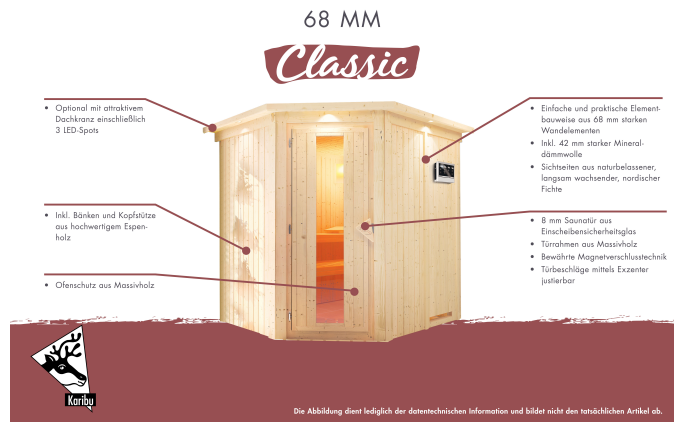 68 MM
Classic
• Optional mit attraktivem
Dachkranz einschließlich
3 LED-Spots
• Inkl. Bänken und Kopfstütze
aus hochwertigem Espen-
holz
• Ofenschutz aus Massivholz
• Einfache und praktische Element-
bauweise aus 68 mm starken
Wandelementen
• Inkl. 42 mm starker Mineral-
dämmwolle
• Sichtseiten aus naturbelassener,
langsam wachsender, nordischer
Fichte
• 8 mm Saunatür aus
Einscheibensicherheitsglas
• Türrahmen aus Massivholz
• Bewährte Magnetverschlusstechnik
• Türbeschläge mittels Exzenter
justierbar
Karibu
Die Abbildung dient lediglich der datentechnischen Information und bildet nicht den tatsächlichen Artikel ab.